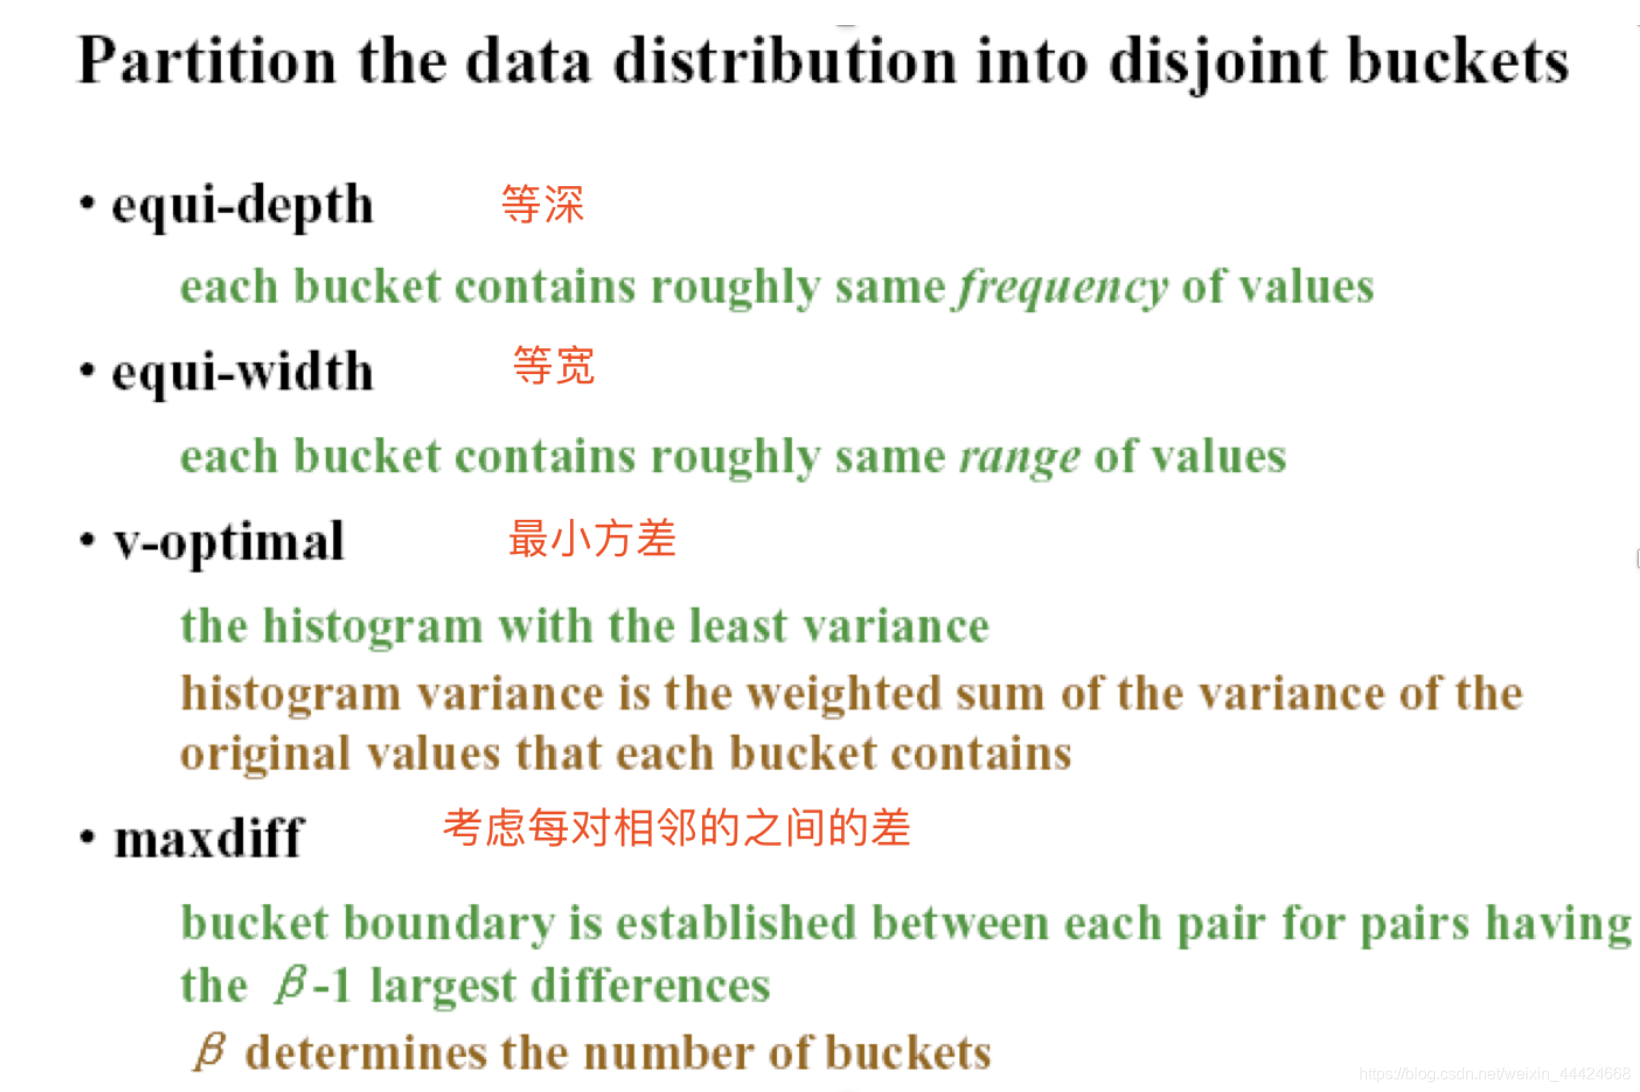 Partition the data distribution into disjoint buckets
• equi-depth 等深
each bucket contains roughly same frequency of values
• equi-width 等宽
each bucket contains roughly same range of values
• v-optimal 最小方差
the histogram with the least variance
histogram variance is the weighted sum of the variance of the
original values that each bucket contains
• maxdiff 考虑每对相邻的之间的差
bucket boundary is established between each pair for pairs having
the β-1 largest differences
β determines the number of buckets
https://blog.csdn.net/weixin_44424668